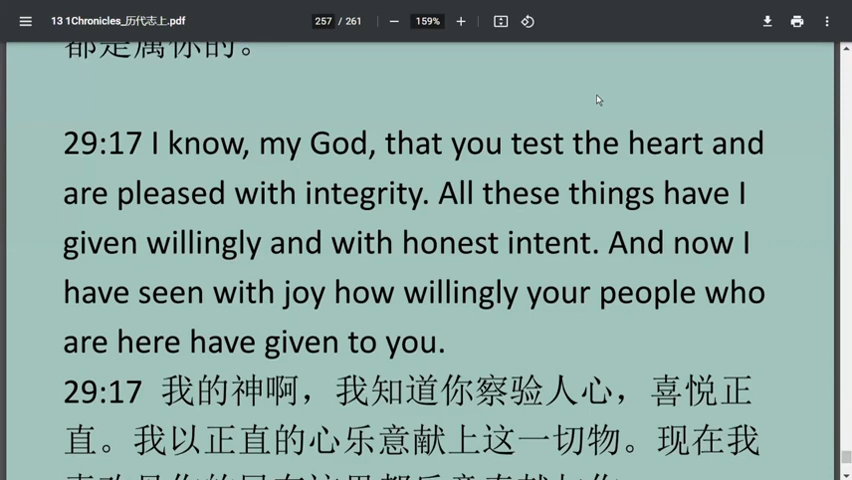 13 1Chronicles_历代志上.pdf
257 / 261
159%
都是属你的。
29:17 I know, my God, that you test the heart and
are pleased with integrity. All these things have I
given willingly and with honest intent. And now I
have seen with joy how willingly your people who
are here have given to you.
29:17 我的神啊，我知道你察验人心，喜悦正
直。我以正直的心乐意献上这一切物。现在我